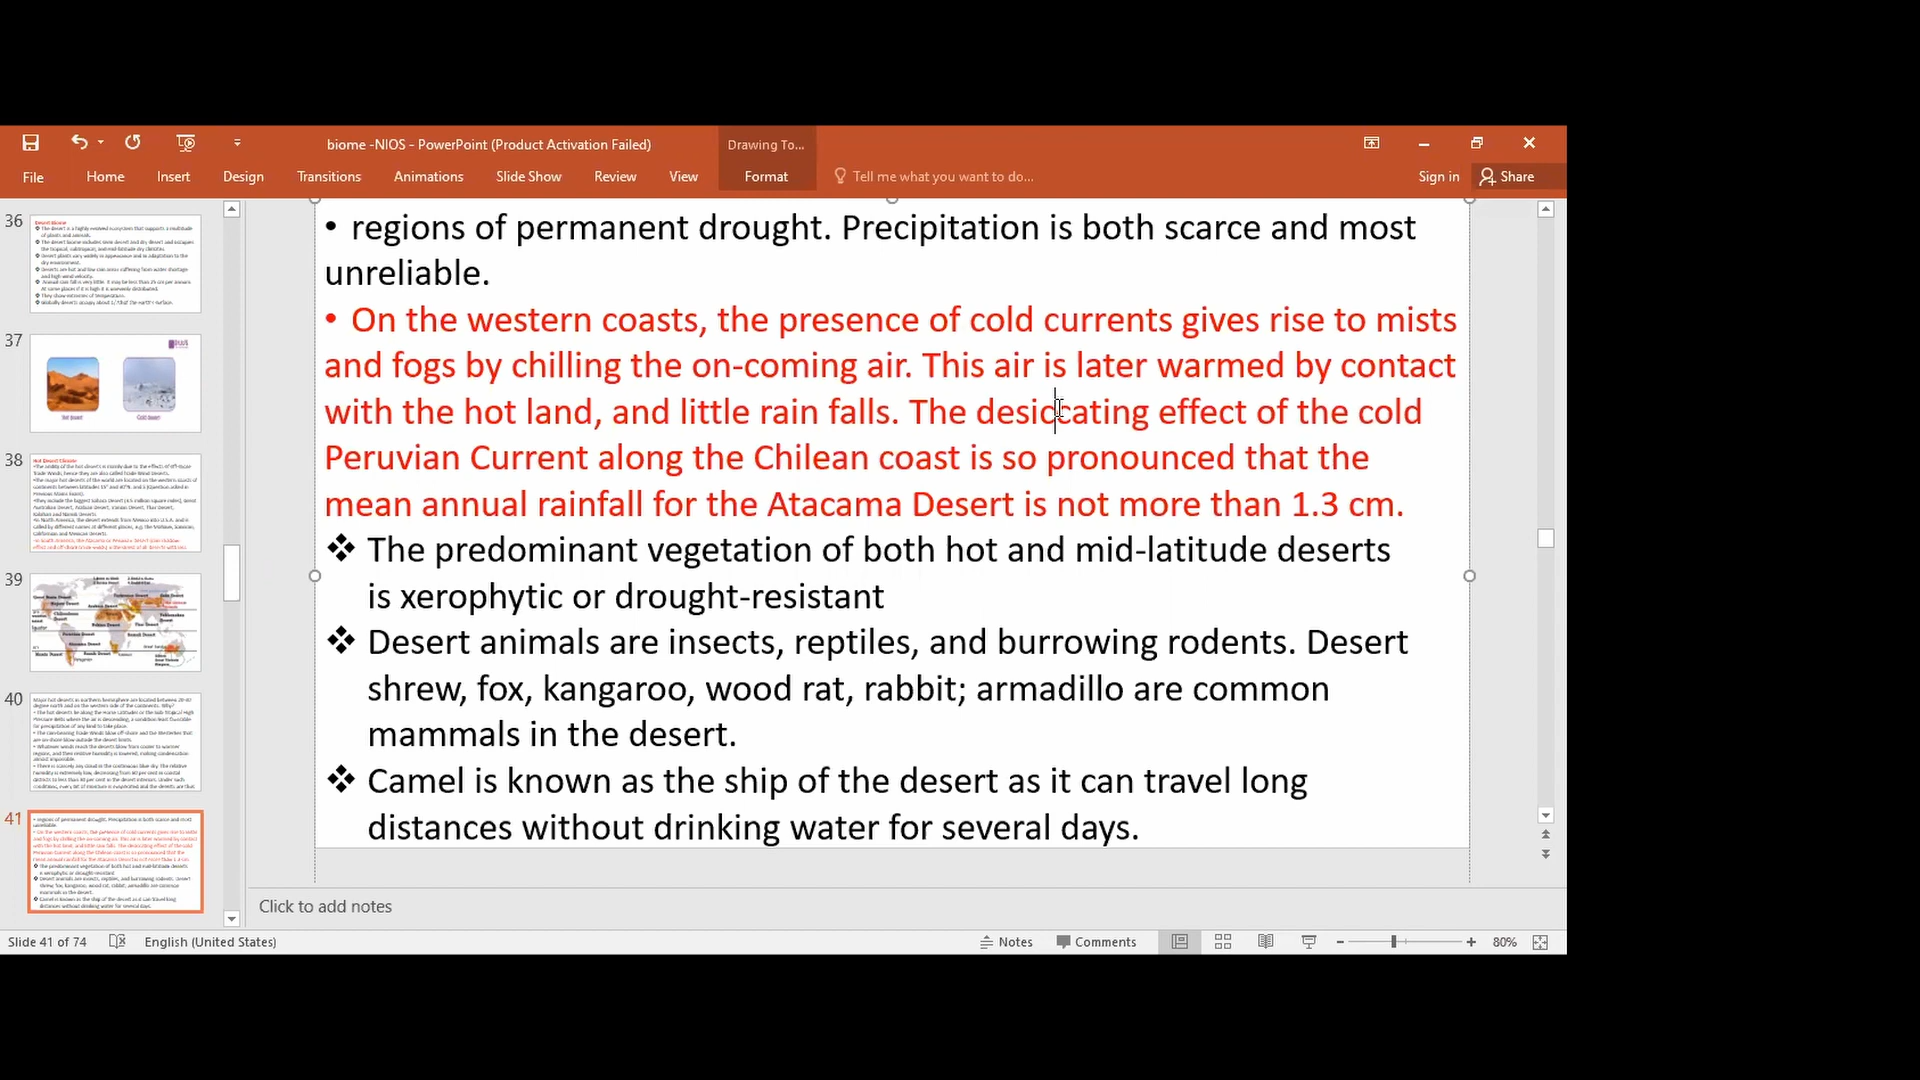 biome -NIOS - PowerPoint (Product Activation Failed)
Drawing To...
File
Home
Insert
Design
Transitions
Animations
Slide Show
Review
View
Format
Tell me what you want to do...
Sign in
Share
36
Desert Biome
37
Hot Desert
Cold Desert
38
Hot Desert Climate
39
40
41
• regions of permanent drought. Precipitation is both scarce and most
unreliable.
• On the western coasts, the presence of cold currents gives rise to mists
and fogs by chilling the on-coming air. This air is later warmed by contact
with the hot land, and little rain falls. The desiccating effect of the cold
Peruvian Current along the Chilean coast is so pronounced that the
mean annual rainfall for the Atacama Desert is not more than 1.3 cm.
❖ The predominant vegetation of both hot and mid-latitude deserts
is xerophytic or drought-resistant
❖ Desert animals are insects, reptiles, and burrowing rodents. Desert
shrew, fox, kangaroo, wood rat, rabbit; armadillo are common
mammals in the desert.
❖ Camel is known as the ship of the desert as it can travel long
distances without drinking water for several days.
Click to add notes
Slide 41 of 74
English (United States)
Notes
Comments
80%